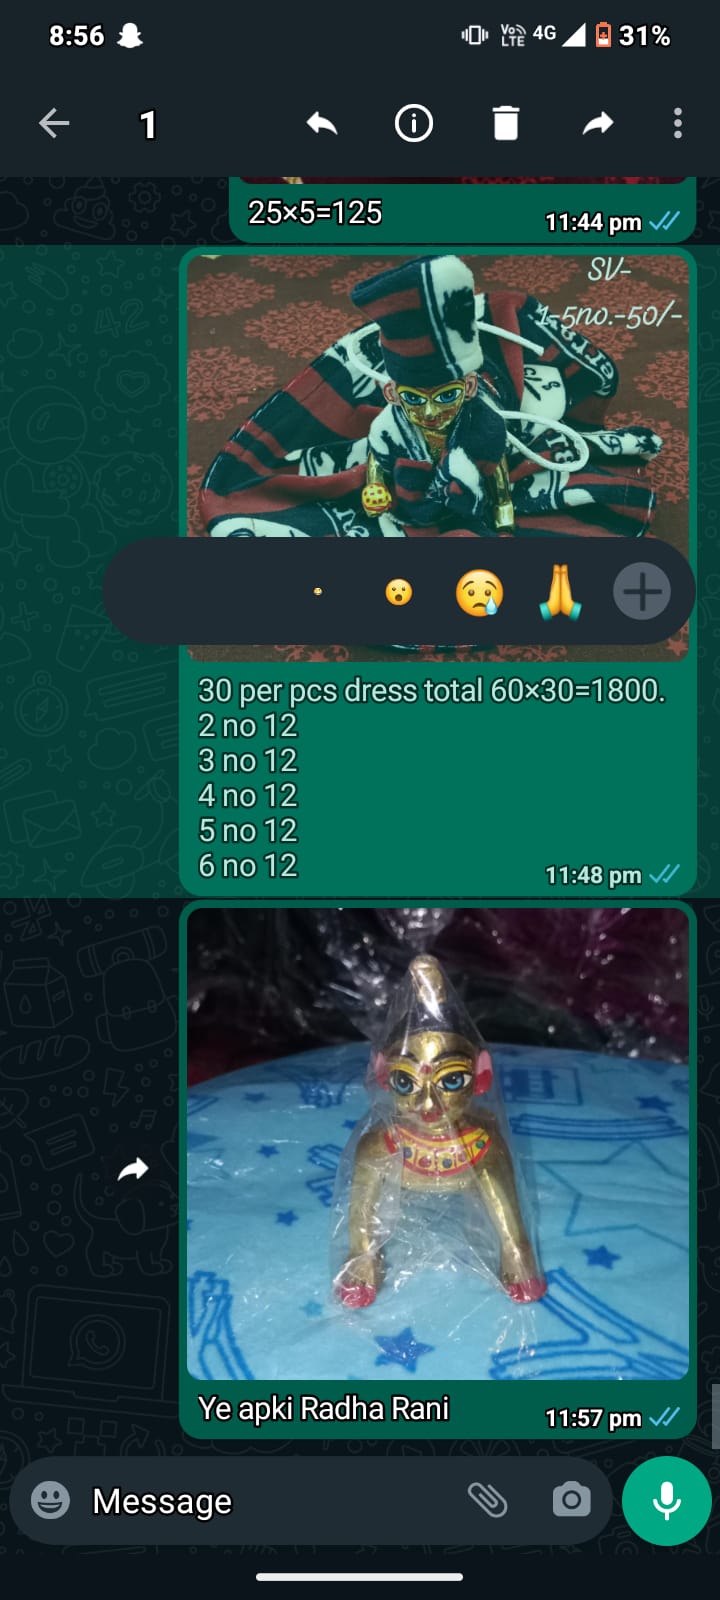 8:56
Vo LTE 4G 31%
1
25×5=125
11:44 pm
SV-
1-5no.-50/-
30 per pcs dress total 60×30=1800.
2 no 12
3 no 12
4 no 12
5 no 12
6 no 12
11:48 pm
Ye apki Radha Rani
11:57 pm
Message